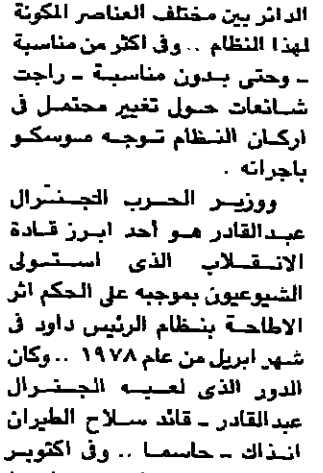 الدائر بين مختلف العناصر المكونة
لهذا النظام .. وفى اكثر من مناسبة
- وحتى بدون مناسبة - راجت
شائعات حول تغيير محتمل فى
اركان النظام توجه موسكو
باجرائه .
ووزير الحرب الجنترال
عبد القادر هو أحد ابرز قادة
الانقلاب الذى استولى
الشيوعيون بموجبه على الحكم اثر
الاطاحة بنظام الرئيس داود فى
شهر ابريل من عام ١٩٧٨ .. وكان
الدور الذى لعبه الجنرال
عبد القادر - قائد سلاح الطيران
انذاك - حاسما .. وفى اكتوبر